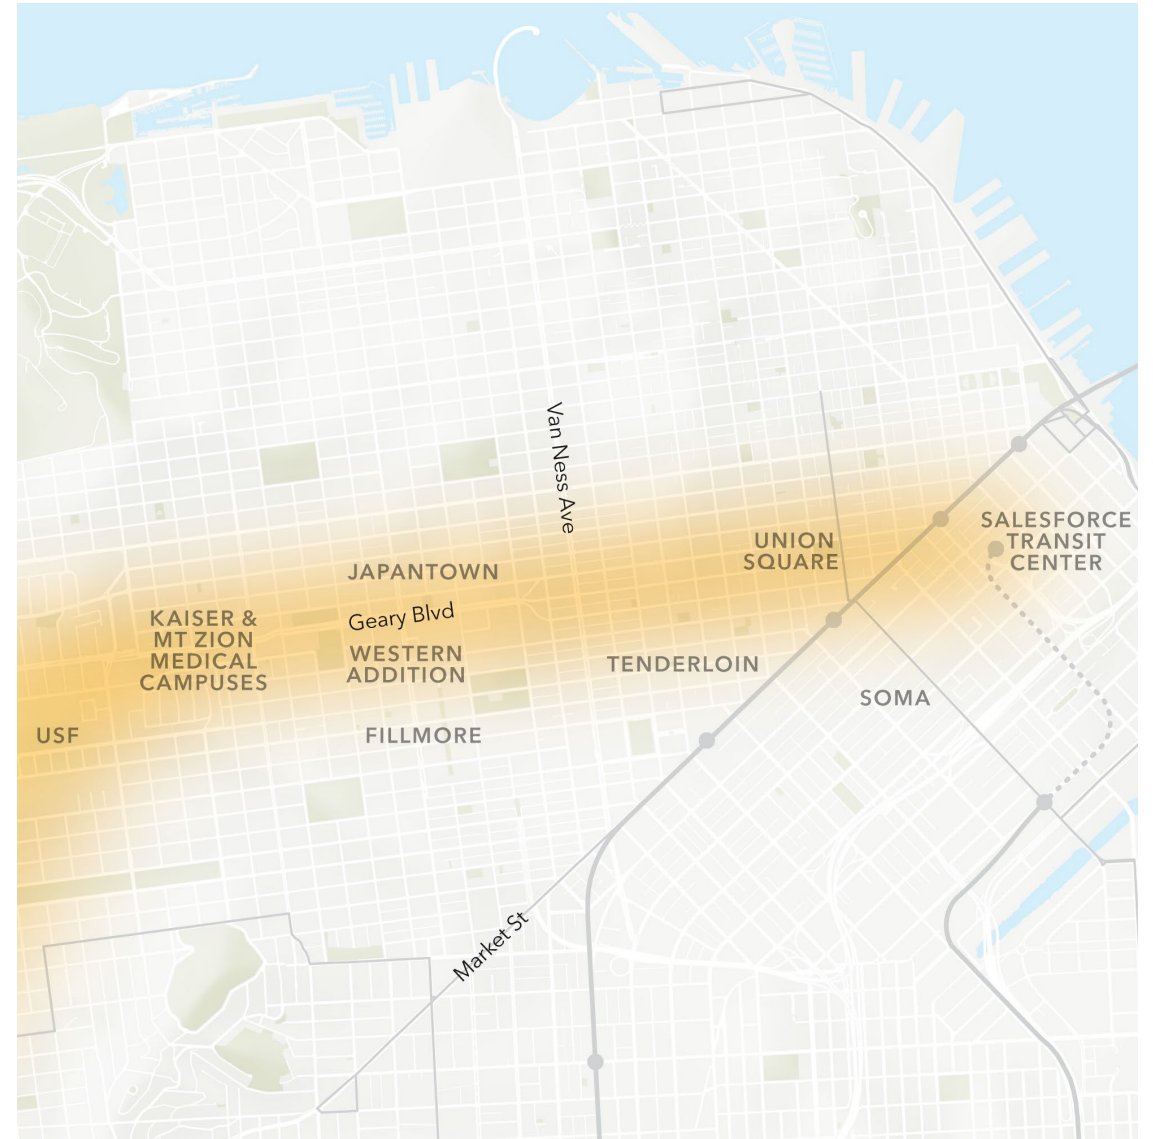 Van Ness Ave
SALESFORCE
TRANSIT
CENTER
UNION
SQUARE
JAPANTOWN
Geary Blvd
KAISER &
MT ZION
MEDICAL
CAMPUSES
WESTERN
ADDITION
TENDERLOIN
SOMA
USF
FILLMORE
Market St